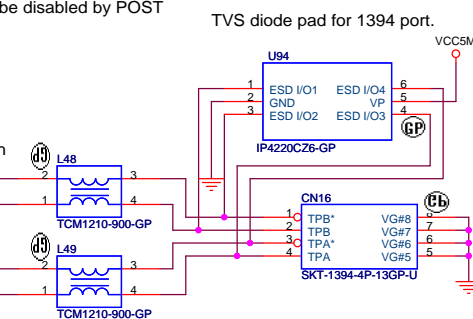 be disabled by POST
TVS diode pad for 1394 port.
VCC5M
U94
1 ESD I/O1 ESD I/O4 6
2 GND VP 5
3 ESD I/O2 ESD I/O3 4
GP
IP4220CZ6-GP
L48
2 3
1 4
TCM1210-900-GP
CN16
1 TPB* VG#8 8
2 TPB VG#7 7
3 TPA* VG#6 6
4 TPA VG#5 5
SKT-1394-4P-13GP-U
L49
2 3
1 4
TCM1210-900-GP